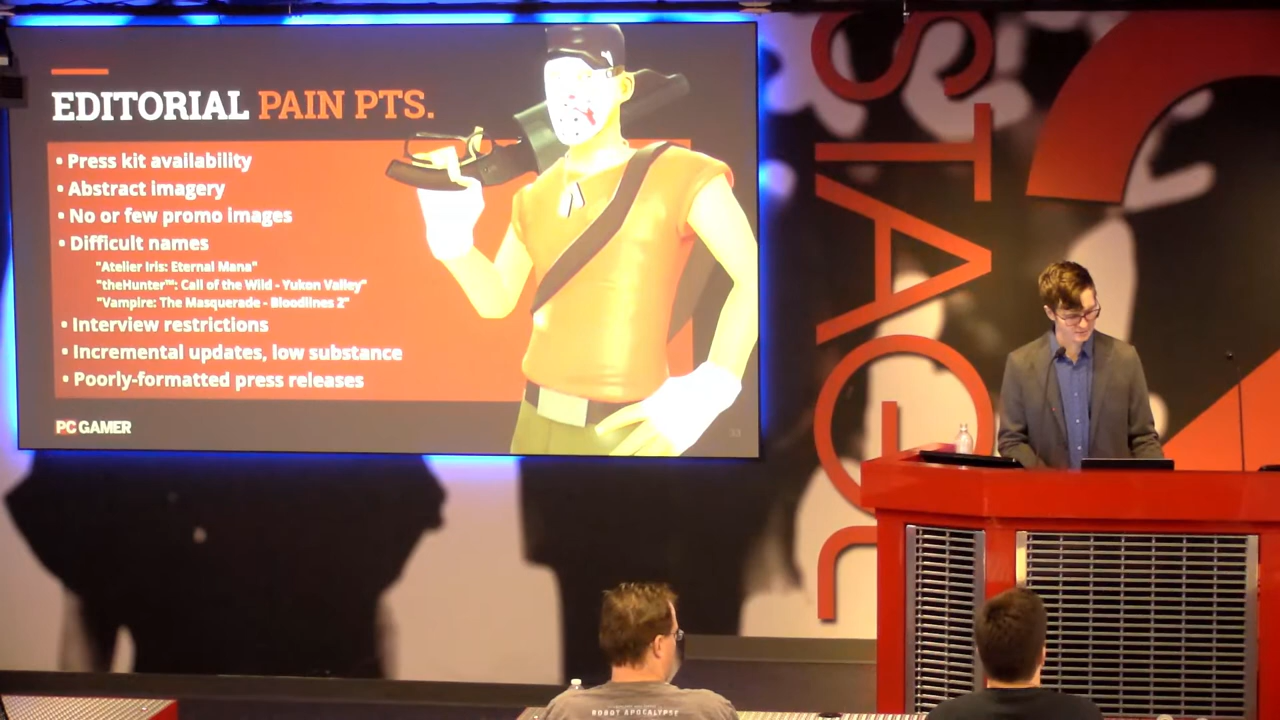 EDITORIAL PAIN PTS.
• Press kit availability
• Abstract imagery
• No or few promo images
• Difficult names
"Atelier Iris: Eternal Mana"
"theHunter™: Call of the Wild - Yukon Valley"
"Vampire: The Masquerade - Bloodlines 2"
• Interview restrictions
• Incremental updates, low substance
• Poorly-formatted press releases
PC GAMER
33
ROBOT APOCALYPSE